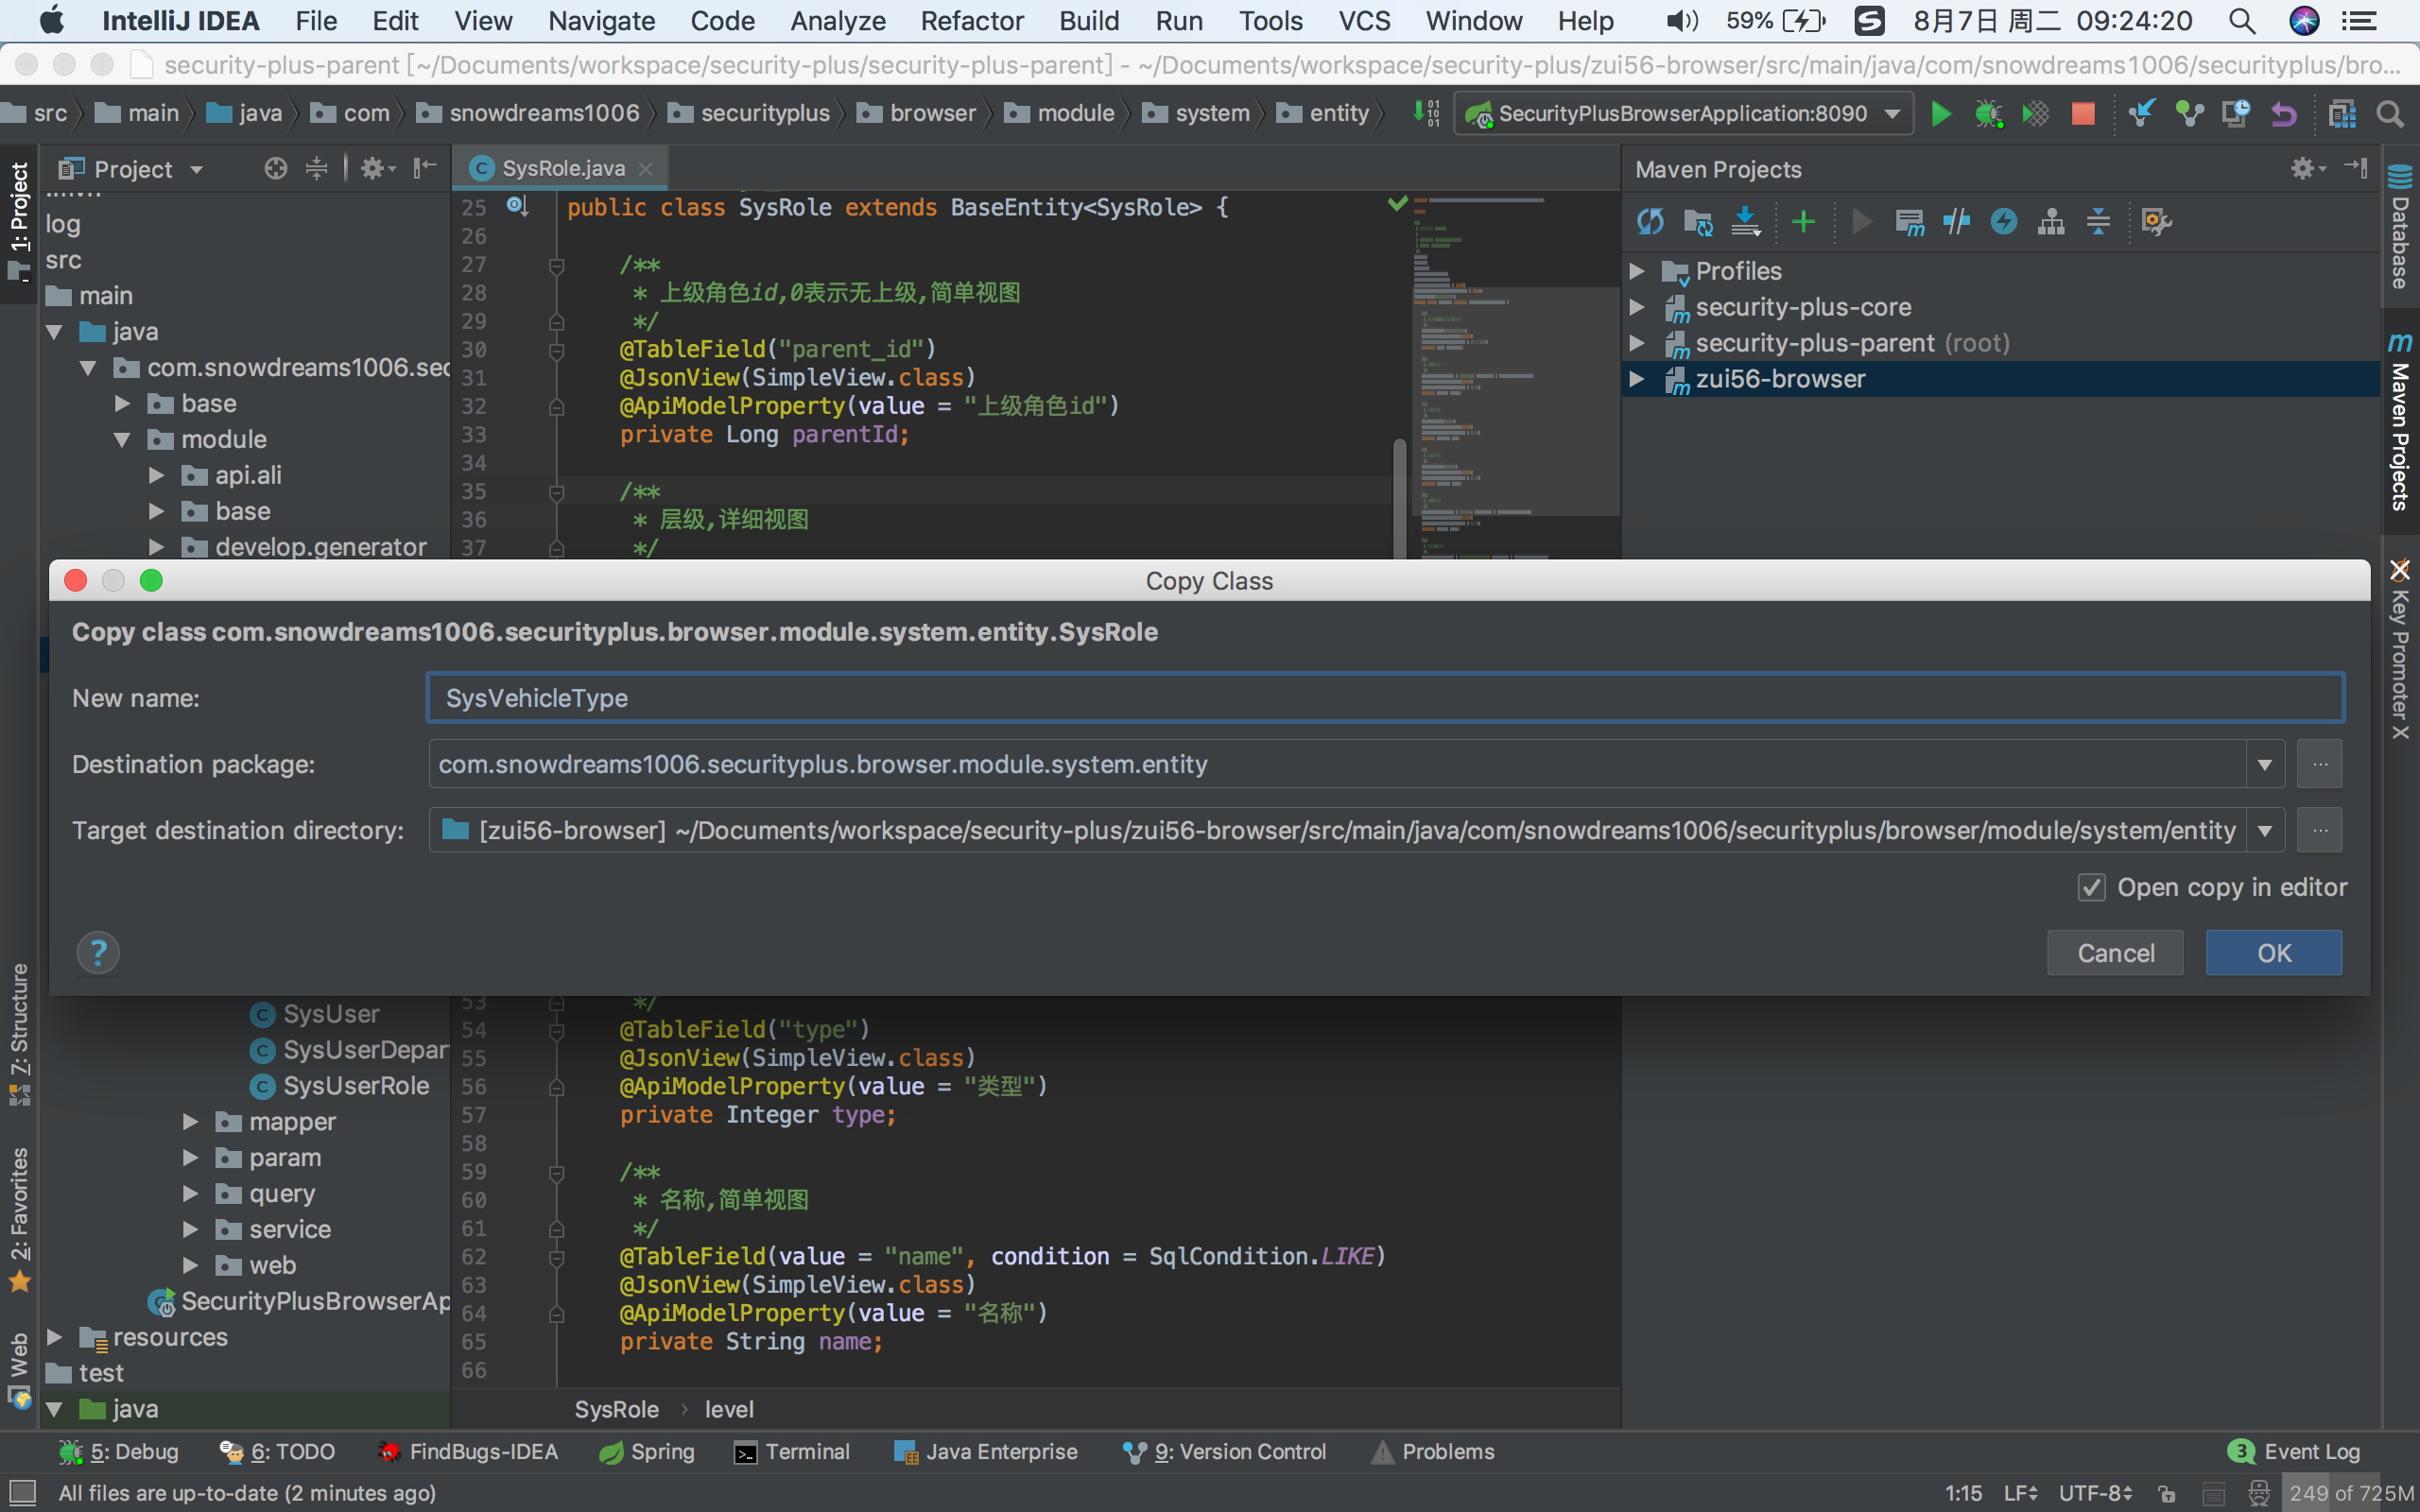 IntelliJ IDEA File Edit View Navigate Code Analyze Refactor Build Run Tools VCS Window Help 59% 8月7日 周二 09:24:20
security-plus-parent [~/Documents/workspace/security-plus/security-plus-parent] - ~/Documents/workspace/security-plus/zui56-browser/src/main/java/com/snowdreams1006/securityplus/bro...
src main java com snowdreams1006 securityplus browser module system entity SecurityPlusBrowserApplication:8090
1: Project
Project
log
src
main
java
com.snowdreams1006.sec
base
module
api.ali
base
develop.generator
SysRole.java
25 public class SysRole extends BaseEntity<SysRole> {
26
27 /**
28 * 上级角色id,0表示无上级,简单视图
29 */
30 @TableField("parent_id")
31 @JsonView(SimpleView.class)
32 @ApiModelProperty(value = "上级角色id")
33 private Long parentId;
34
35 /**
36 * 层级,详细视图
37 */
Maven Projects
Profiles
security-plus-core
security-plus-parent (root)
zui56-browser
Database
Maven Projects
Key Promoter X
Copy Class
Copy class com.snowdreams1006.securityplus.browser.module.system.entity.SysRole
New name: SysVehicleType
Destination package: com.snowdreams1006.securityplus.browser.module.system.entity ...
Target destination directory: [zui56-browser] ~/Documents/workspace/security-plus/zui56-browser/src/main/java/com/snowdreams1006/securityplus/browser/module/system/entity ...
Open copy in editor
? Cancel OK
7: Structure
2: Favorites
Web
SysUser
SysUserDepar
SysUserRole
mapper
param
query
service
web
SecurityPlusBrowserAp
resources
test
java
53 */
54 @TableField("type")
55 @JsonView(SimpleView.class)
56 @ApiModelProperty(value = "类型")
57 private Integer type;
58
59 /**
60 * 名称,简单视图
61 */
62 @TableField(value = "name", condition = SqlCondition.LIKE)
63 @JsonView(SimpleView.class)
64 @ApiModelProperty(value = "名称")
65 private String name;
66
SysRole › level
5: Debug 6: TODO FindBugs-IDEA Spring Terminal Java Enterprise 9: Version Control Problems 3 Event Log
All files are up-to-date (2 minutes ago) 1:15 LF UTF-8 249 of 725M